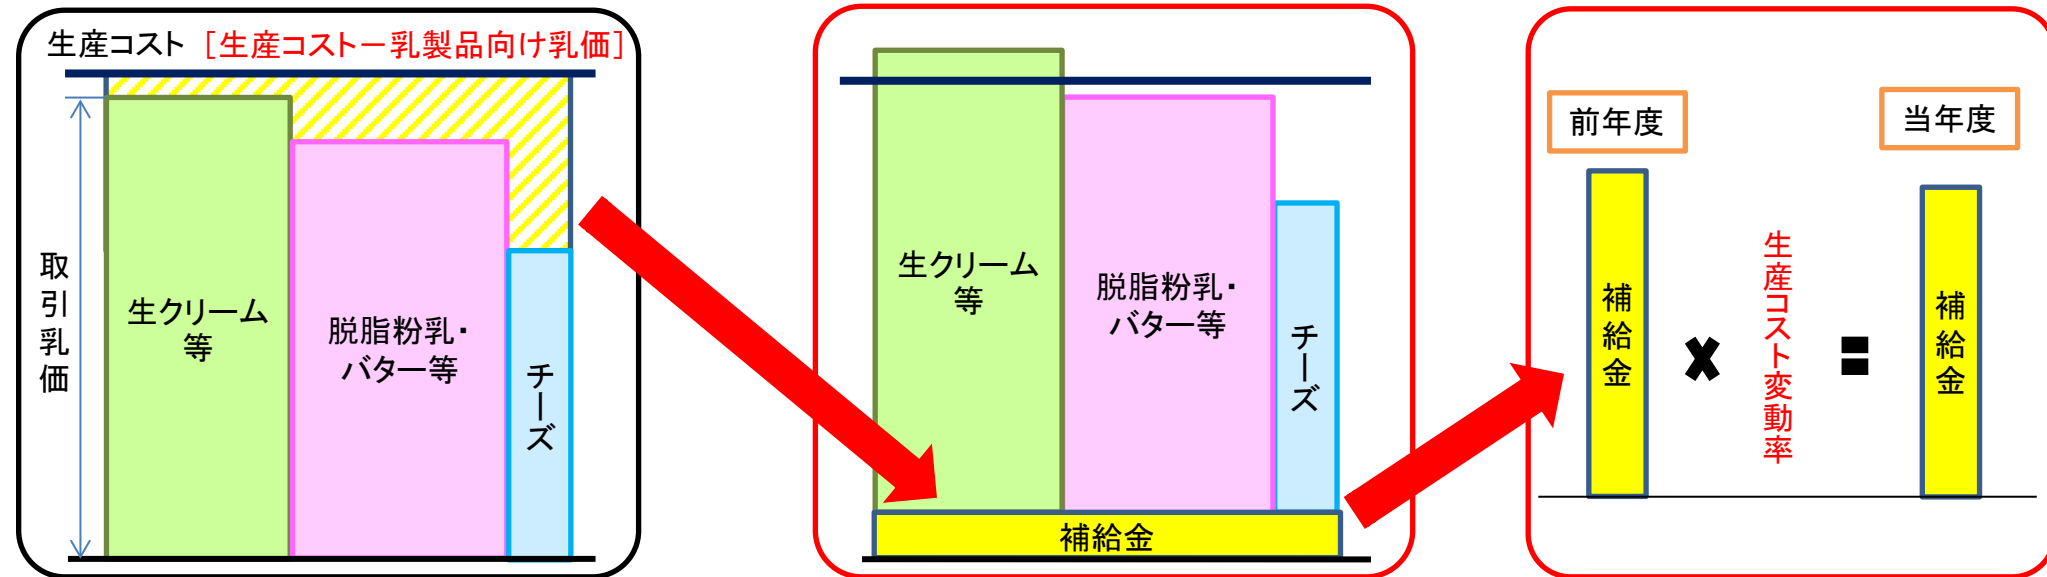 生産コスト [生産コスト－乳製品向け乳価]
取引乳価
生クリーム
等
脱脂粉乳・
バター等
チーズ
生クリーム
等
脱脂粉乳・
バター等
チーズ
補給金
前年度
当年度
補給金
×
生産コスト変動率
=
補給金